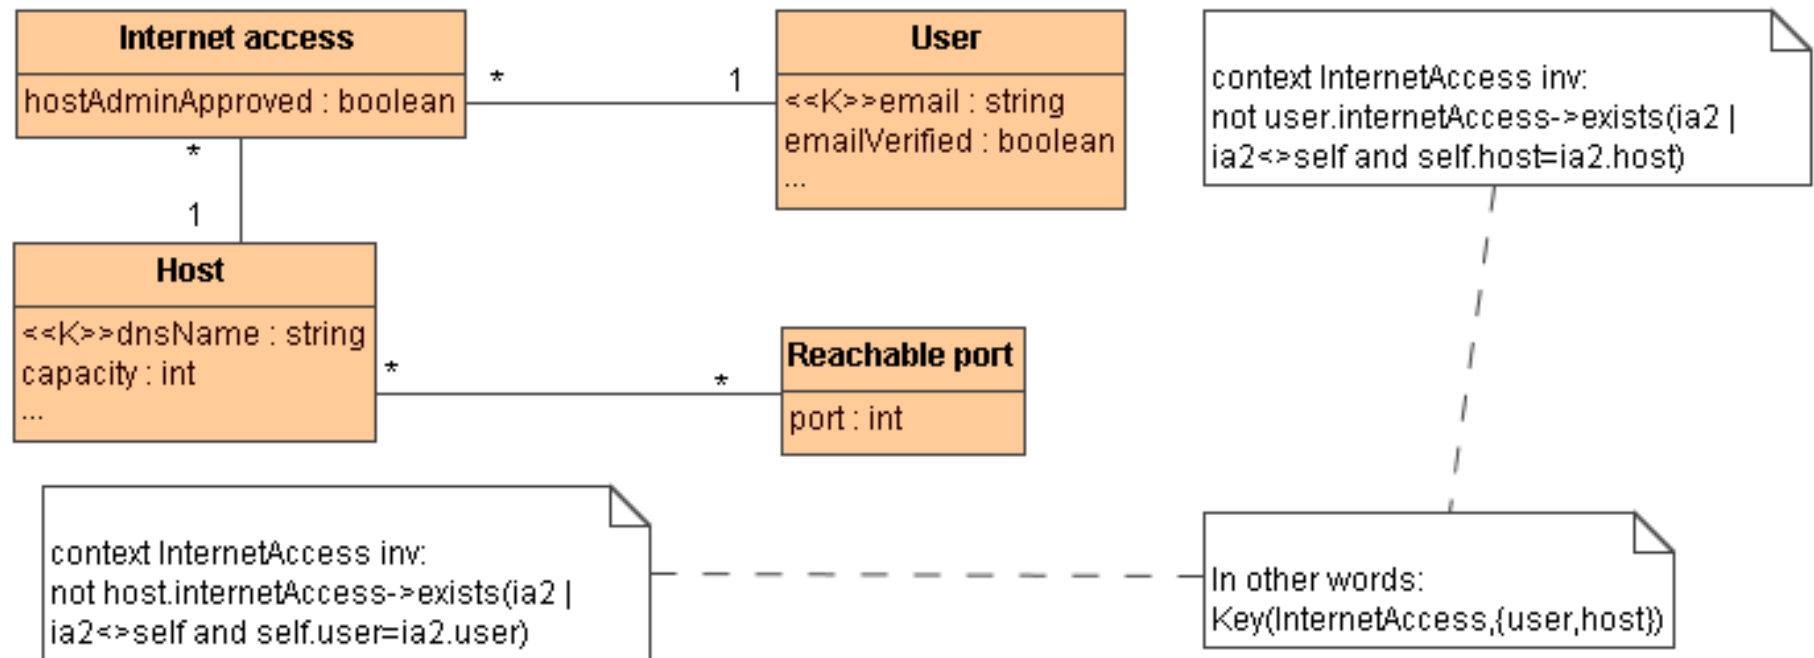 Internet access
hostAdminApproved : boolean
*
1
User
<<K>>email : string
emailVerified : boolean
...
context InternetAccess inv:
not user.internetAccess->exists(ia2 |
ia2<>self and self.host=ia2.host)
*
1
Host
<<K>>dnsName : string
capacity : int
...
*
*
Reachable port
port : int
context InternetAccess inv:
not host.internetAccess->exists(ia2 |
ia2<>self and self.user=ia2.user)
In other words:
Key(InternetAccess,{user,host})